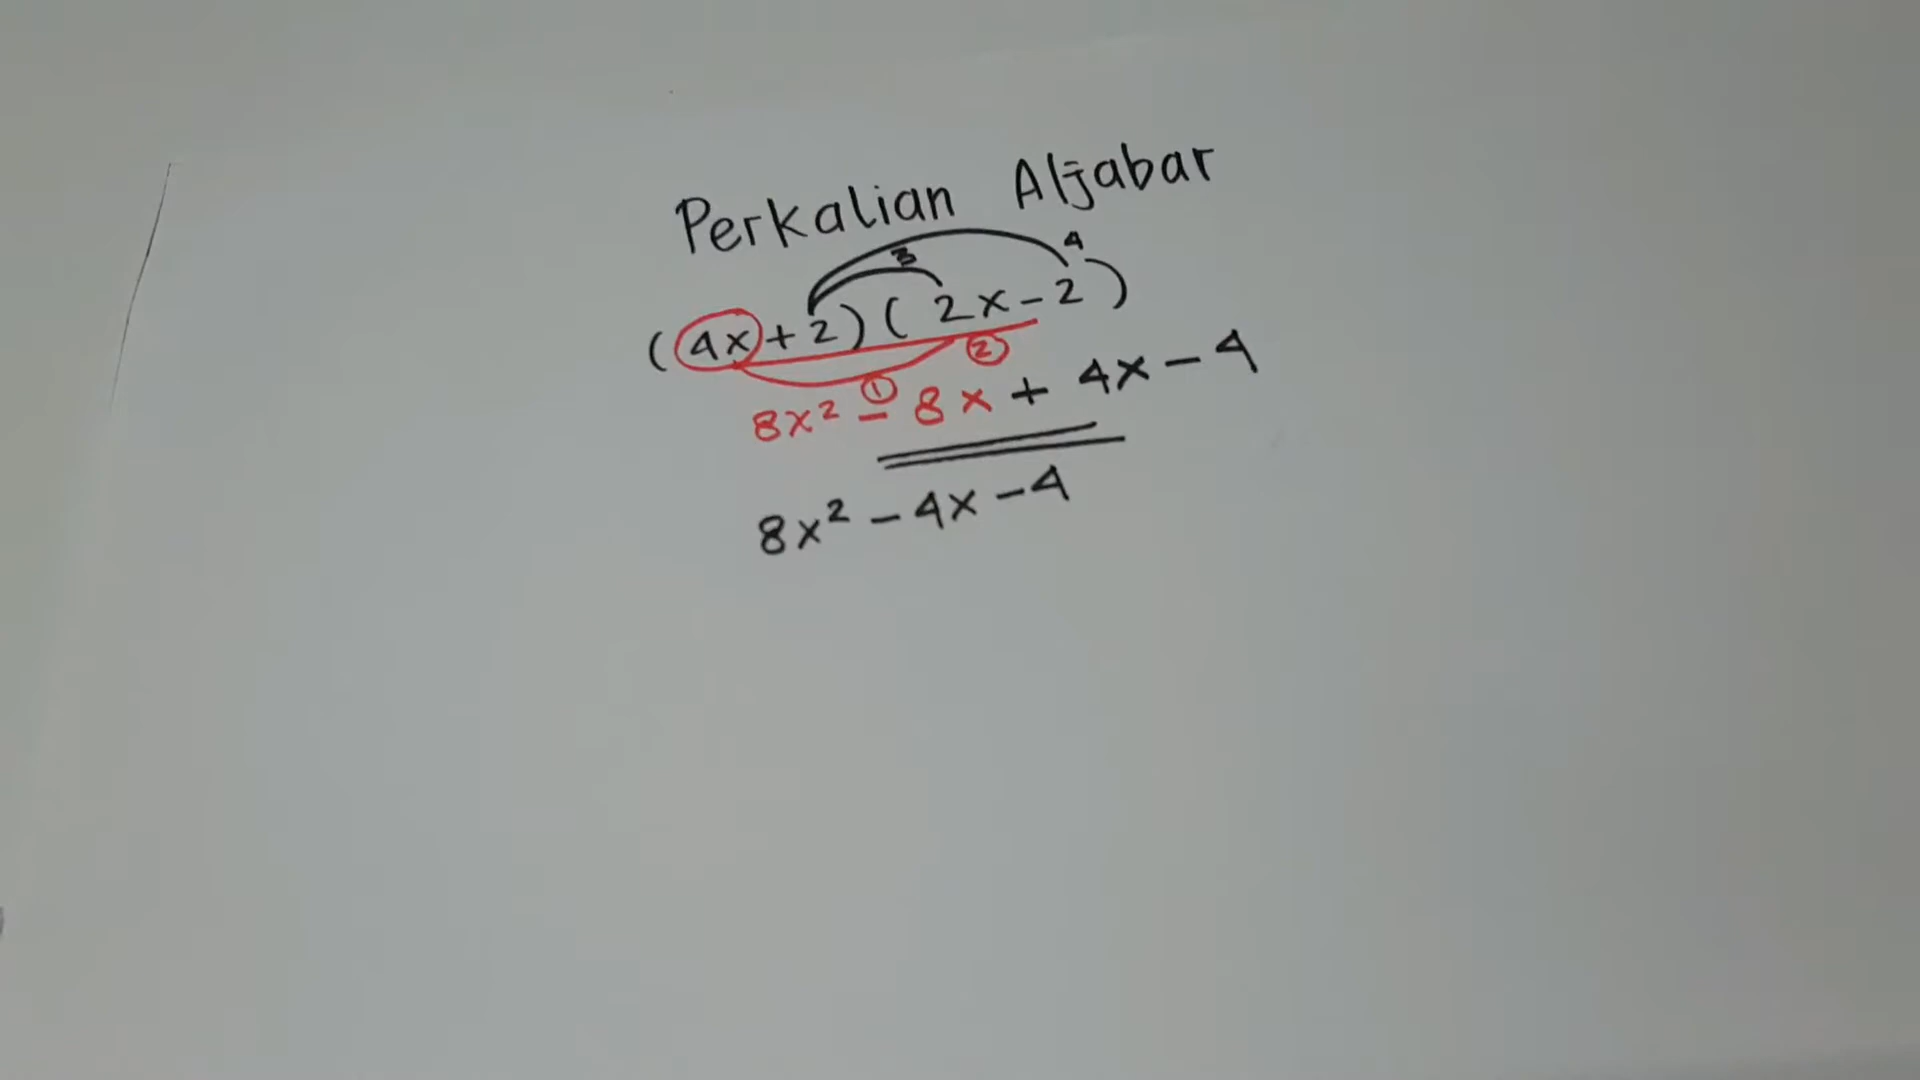 Perkalian Aljabar
3 4
(4x+2)(2x-2)
1 2
8x² - 8x + 4x - 4
8x² - 4x - 4